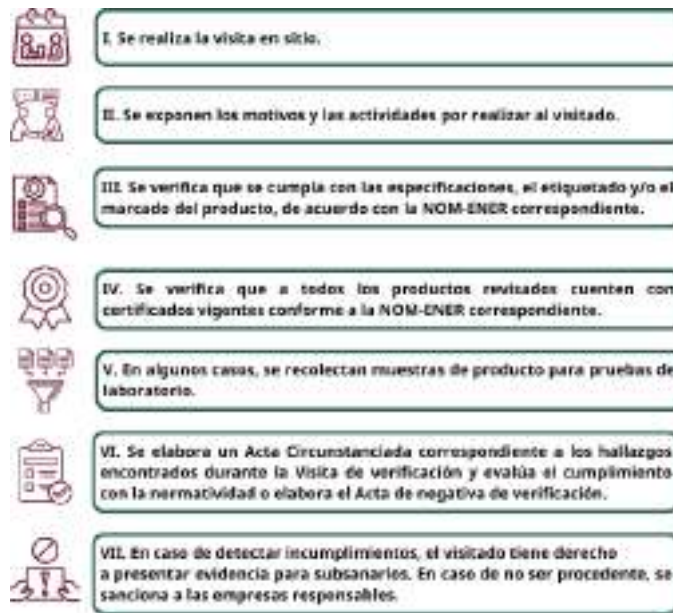 I. Se realiza la visita en sitio.
II. Se exponen los motivos y las actividades por realizar al visitado.
III. Se verifica que se cumpla con las especificaciones, el etiquetado y/o el
marcado del producto, de acuerdo con la NOM-ENER correspondiente.
IV. Se verifica que a todos los productos revisados cuenten con
certificados vigentes conforme a la NOM-ENER correspondiente.
V. En algunos casos, se recolectan muestras de producto para pruebas de
laboratorio.
VI. Se elabora un Acta Circunstanciada correspondiente a los hallazgos
encontrados durante la Visita de verificación y evalúa el cumplimiento
con la normatividad o elabora el Acta de negativa de verificación.
VII. En caso de detectar incumplimientos, el visitado tiene derecho
a presentar evidencia para subsanarlos. En caso de no ser procedente, se
sanciona a las empresas responsables.